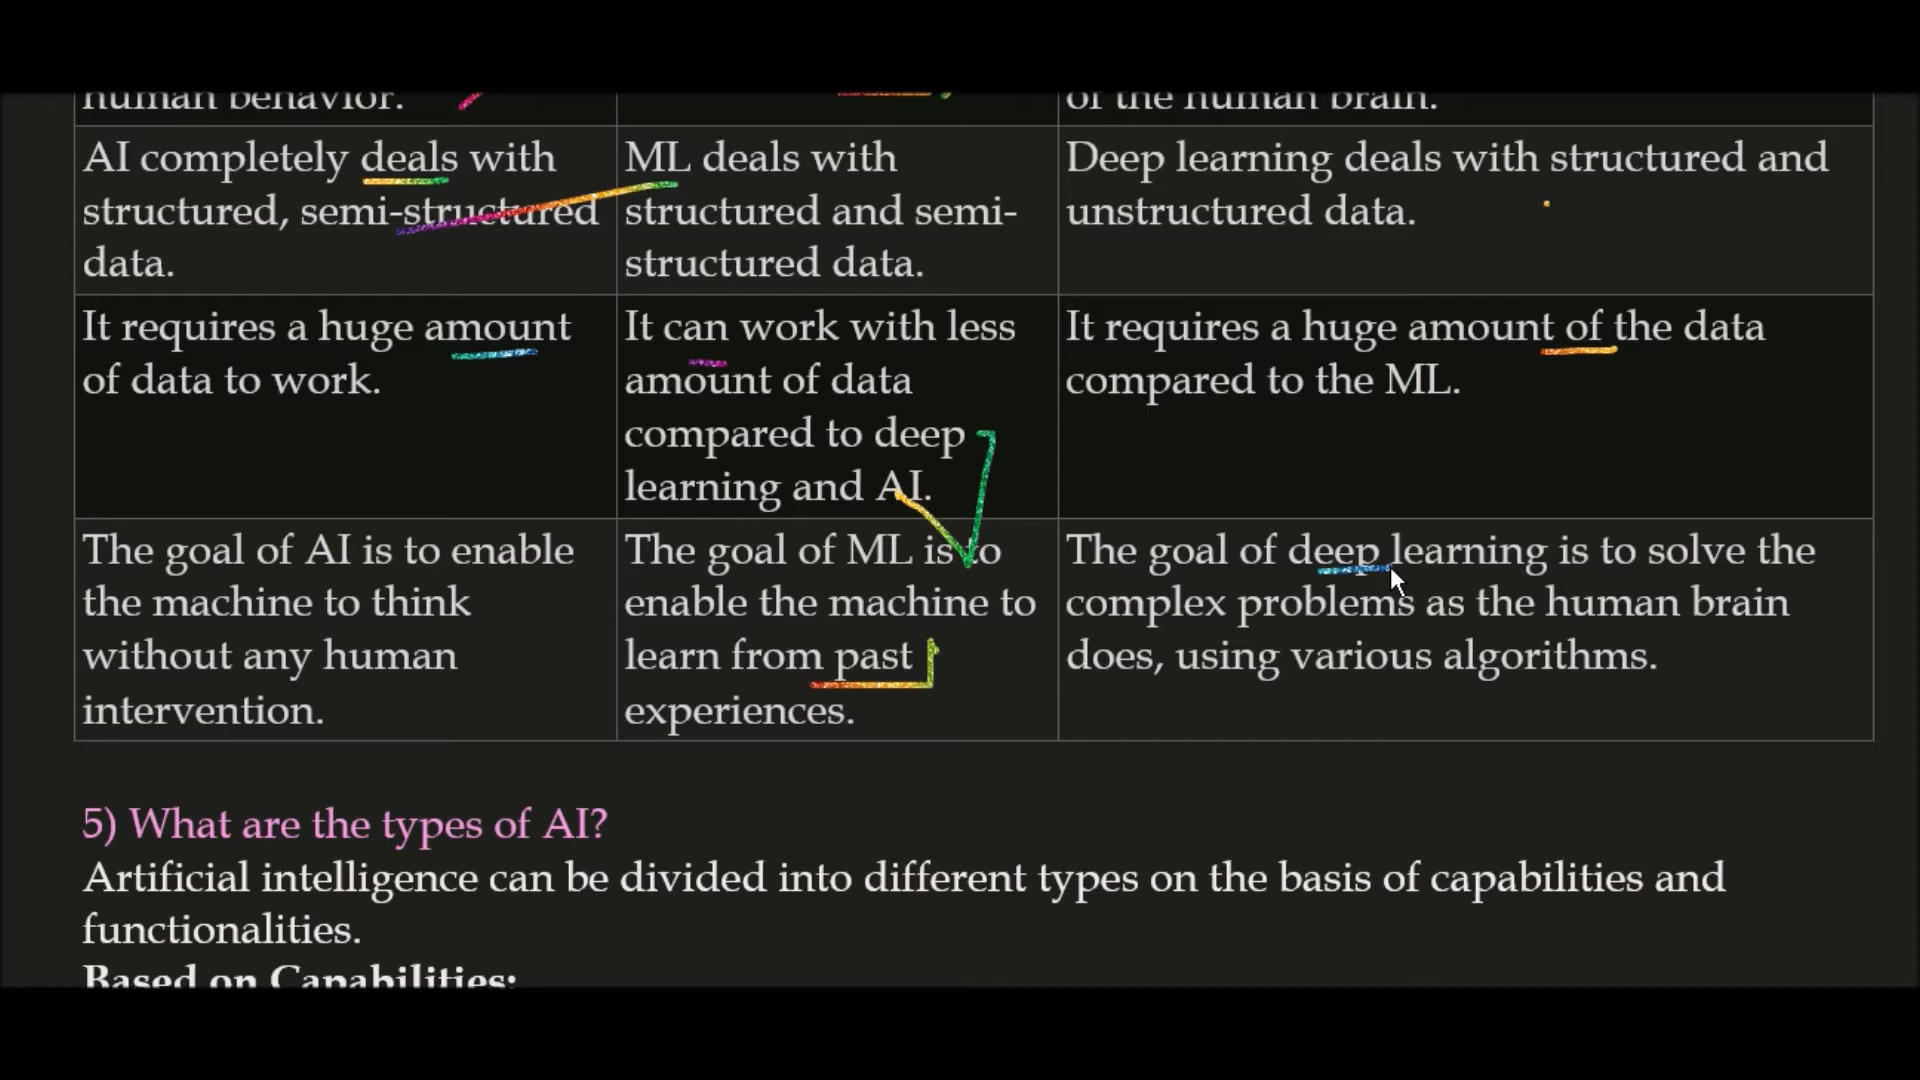 human behavior.
of the human brain.
AI completely deals with
structured, semi-structured
data.
ML deals with
structured and semi-
structured data.
Deep learning deals with structured and
unstructured data.
It requires a huge amount
of data to work.
It can work with less
amount of data
compared to deep
learning and AI.
It requires a huge amount of the data
compared to the ML.
The goal of AI is to enable
the machine to think
without any human
intervention.
The goal of ML is to
enable the machine to
learn from past
experiences.
The goal of deep learning is to solve the
complex problems as the human brain
does, using various algorithms.
5) What are the types of AI?
Artificial intelligence can be divided into different types on the basis of capabilities and
functionalities.
Based on Capabilities: